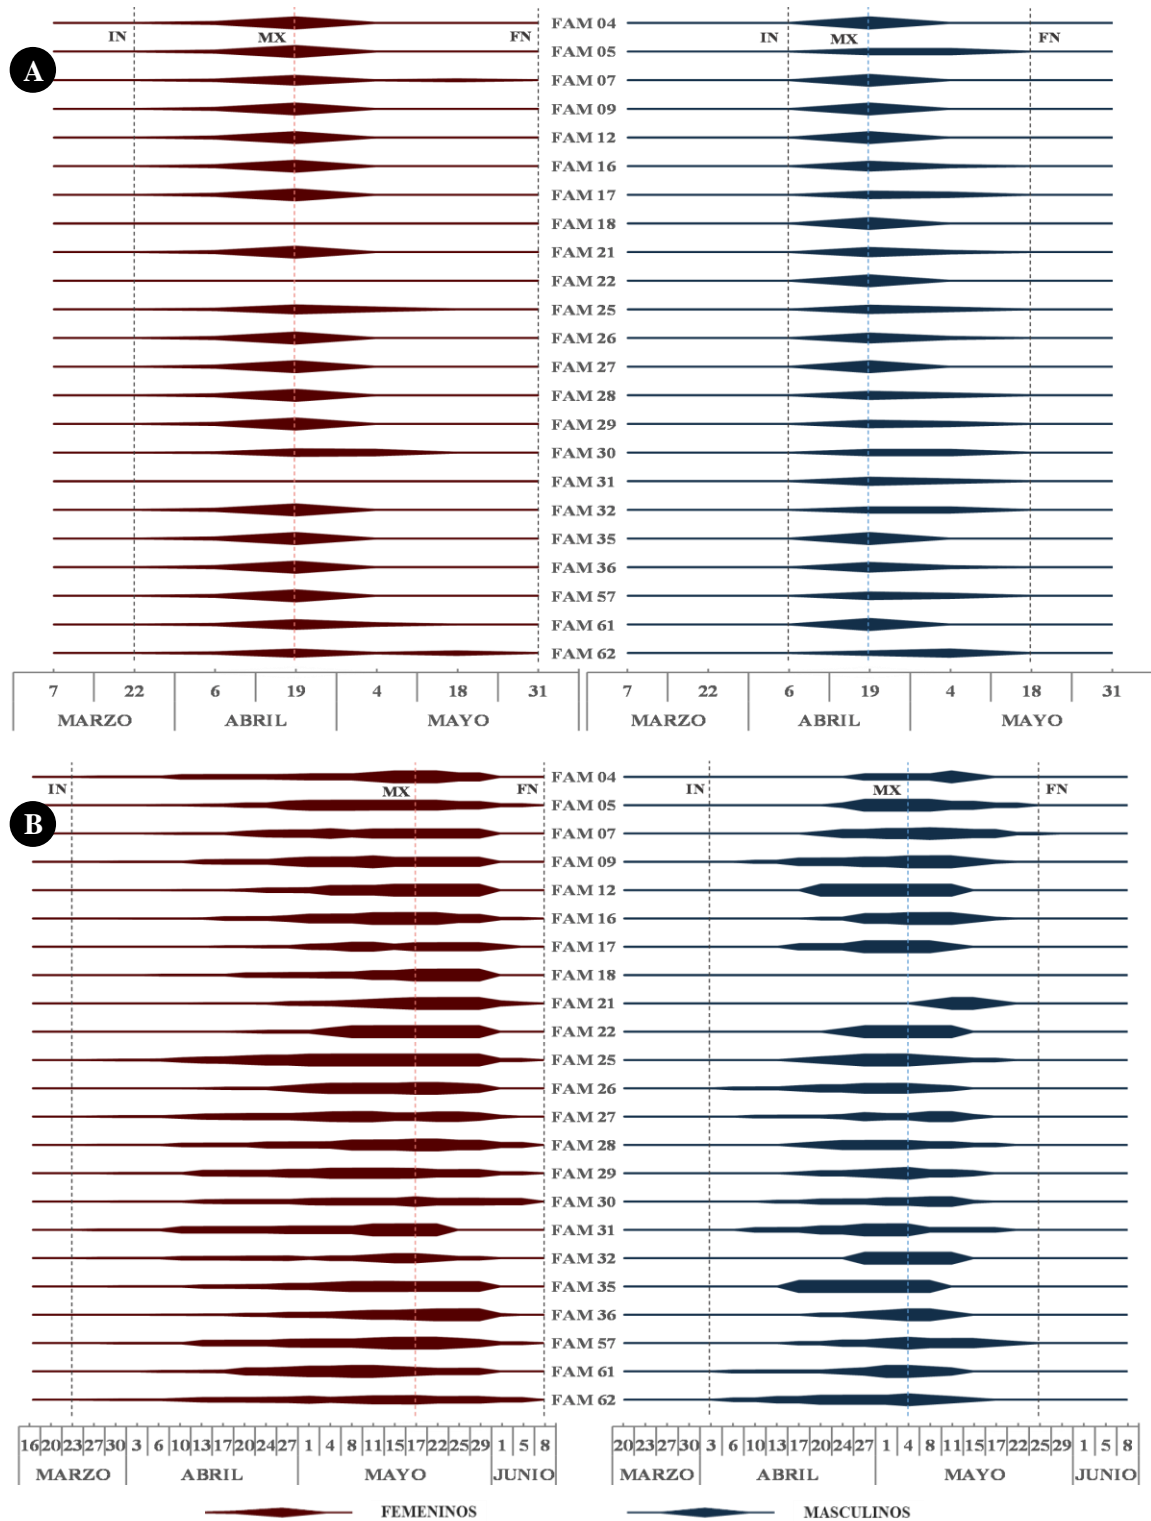 FAM 04
IN MX FN IN MX FN
A
FAM 05
FAM 07
FAM 09
FAM 12
FAM 16
FAM 17
FAM 18
FAM 21
FAM 22
FAM 25
FAM 26
FAM 27
FAM 28
FAM 29
FAM 30
FAM 31
FAM 32
FAM 35
FAM 36
FAM 57
FAM 61
FAM 62
7 22 6 19 4 18 31 7 22 6 19 4 18 31
MARZO ABRIL MAYO MARZO ABRIL MAYO
FAM 04
IN MX FN IN MX FN
B
FAM 05
FAM 07
FAM 09
FAM 12
FAM 16
FAM 17
FAM 18
FAM 21
FAM 22
FAM 25
FAM 26
FAM 27
FAM 28
FAM 29
FAM 30
FAM 31
FAM 32
FAM 35
FAM 36
FAM 57
FAM 61
FAM 62
16 20 23 27 30 3 6 10 13 17 20 24 27 1 4 8 11 15 17 22 25 29 1 5 8 20 23 27 30 3 6 10 13 17 20 24 27 1 4 8 11 15 17 22 25 29 1 5 8
MARZO ABRIL MAYO JUNIO MARZO ABRIL MAYO JUNIO
FEMENINOS MASCULINOS